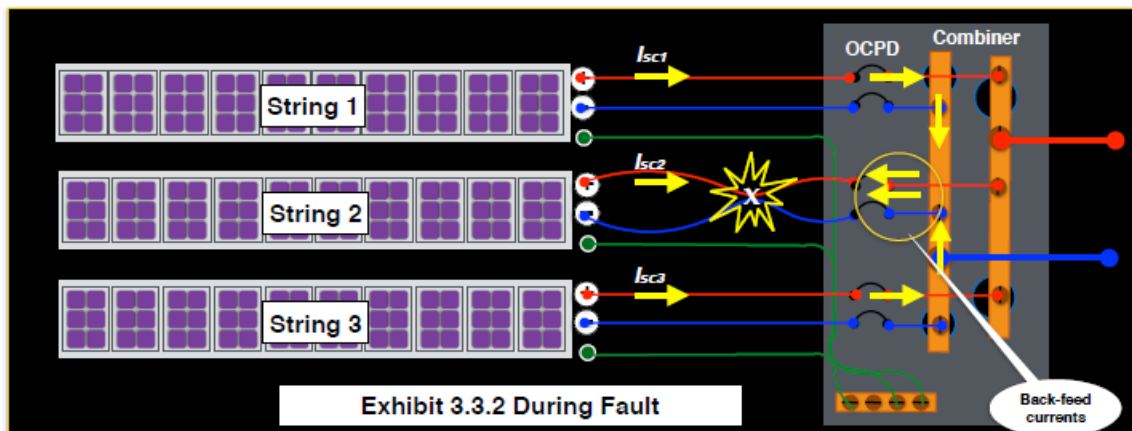 Combiner
OCPD
Isc1
String 1
Isc2
X
String 2
Isc3
String 3
Exhibit 3.3.2 During Fault
Back-feed
currents